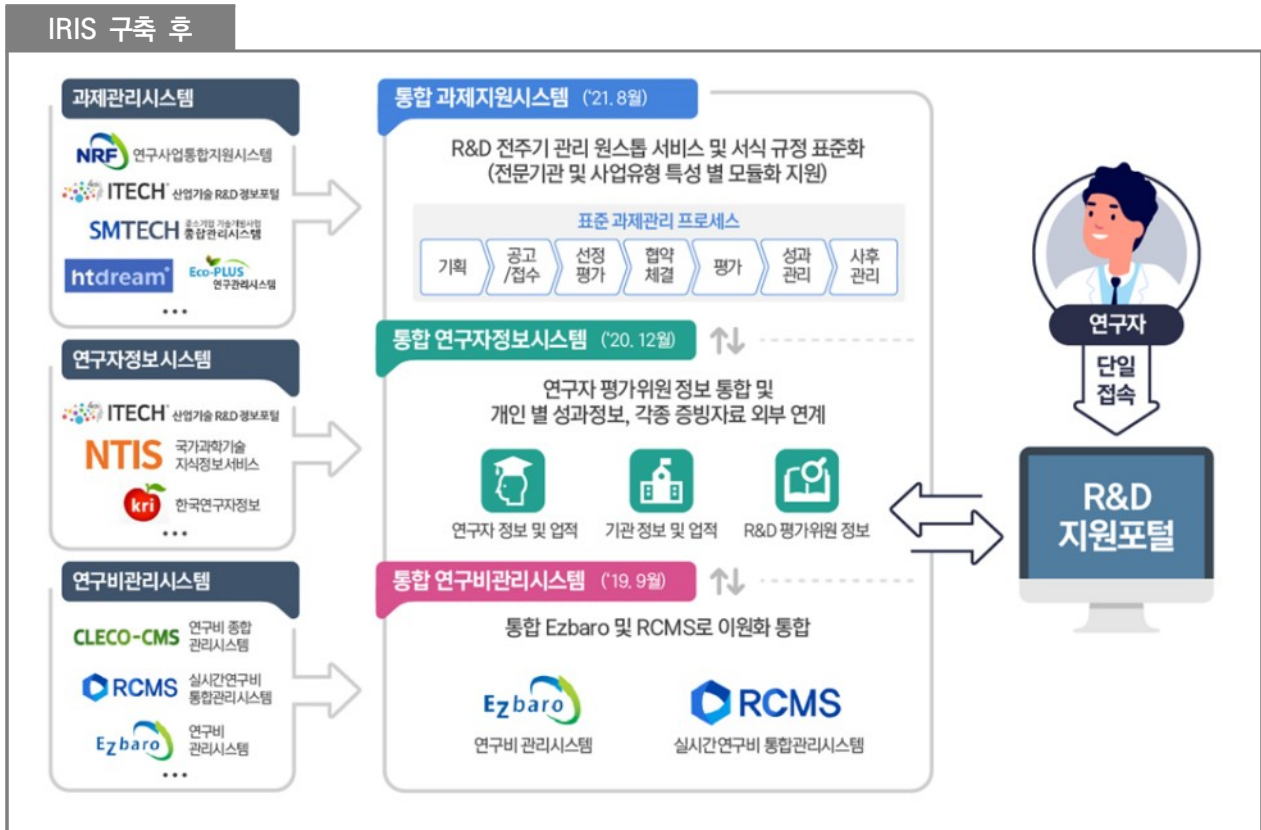 IRIS 구축 후
과제관리시스템
NRF 연구사업통합지원시스템
ITECH 산업기술 R&D 정보포털
SMTECH 중소기업 기술개발사업
종합관리시스템
htdream
Eco-PLUS
연구관리시스템
•••
연구자정보시스템
ITECH 산업기술 R&D 정보포털
NTIS 국가과학기술
지식정보서비스
kri 한국연구자정보
•••
연구비관리시스템
CLECO-CMS 연구비 종합
관리시스템
RCMS 실시간연구비
통합관리시스템
Ezbaro 연구비
관리시스템
•••
통합 과제지원시스템 ('21. 8월)
R&D 전주기 관리 원스톱 서비스 및 서식 규정 표준화
(전문기관 및 사업유형 특성 별 모듈화 지원)
표준 과제관리 프로세스
기획
공고
/접수
선정
평가
협약
체결
평가
성과
관리
사후
관리
통합 연구자정보시스템 ('20. 12월)
연구자 평가위원 정보 통합 및
개인 별 성과정보, 각종 증빙자료 외부 연계
연구자 정보 및 업적
기관 정보 및 업적
R&D 평가위원 정보
통합 연구비관리시스템 ('19. 9월)
통합 Ezbaro 및 RCMS로 이원화 통합
Ezbaro
연구비 관리시스템
RCMS
실시간연구비 통합관리시스템
연구자
단일
접속
R&D
지원포털